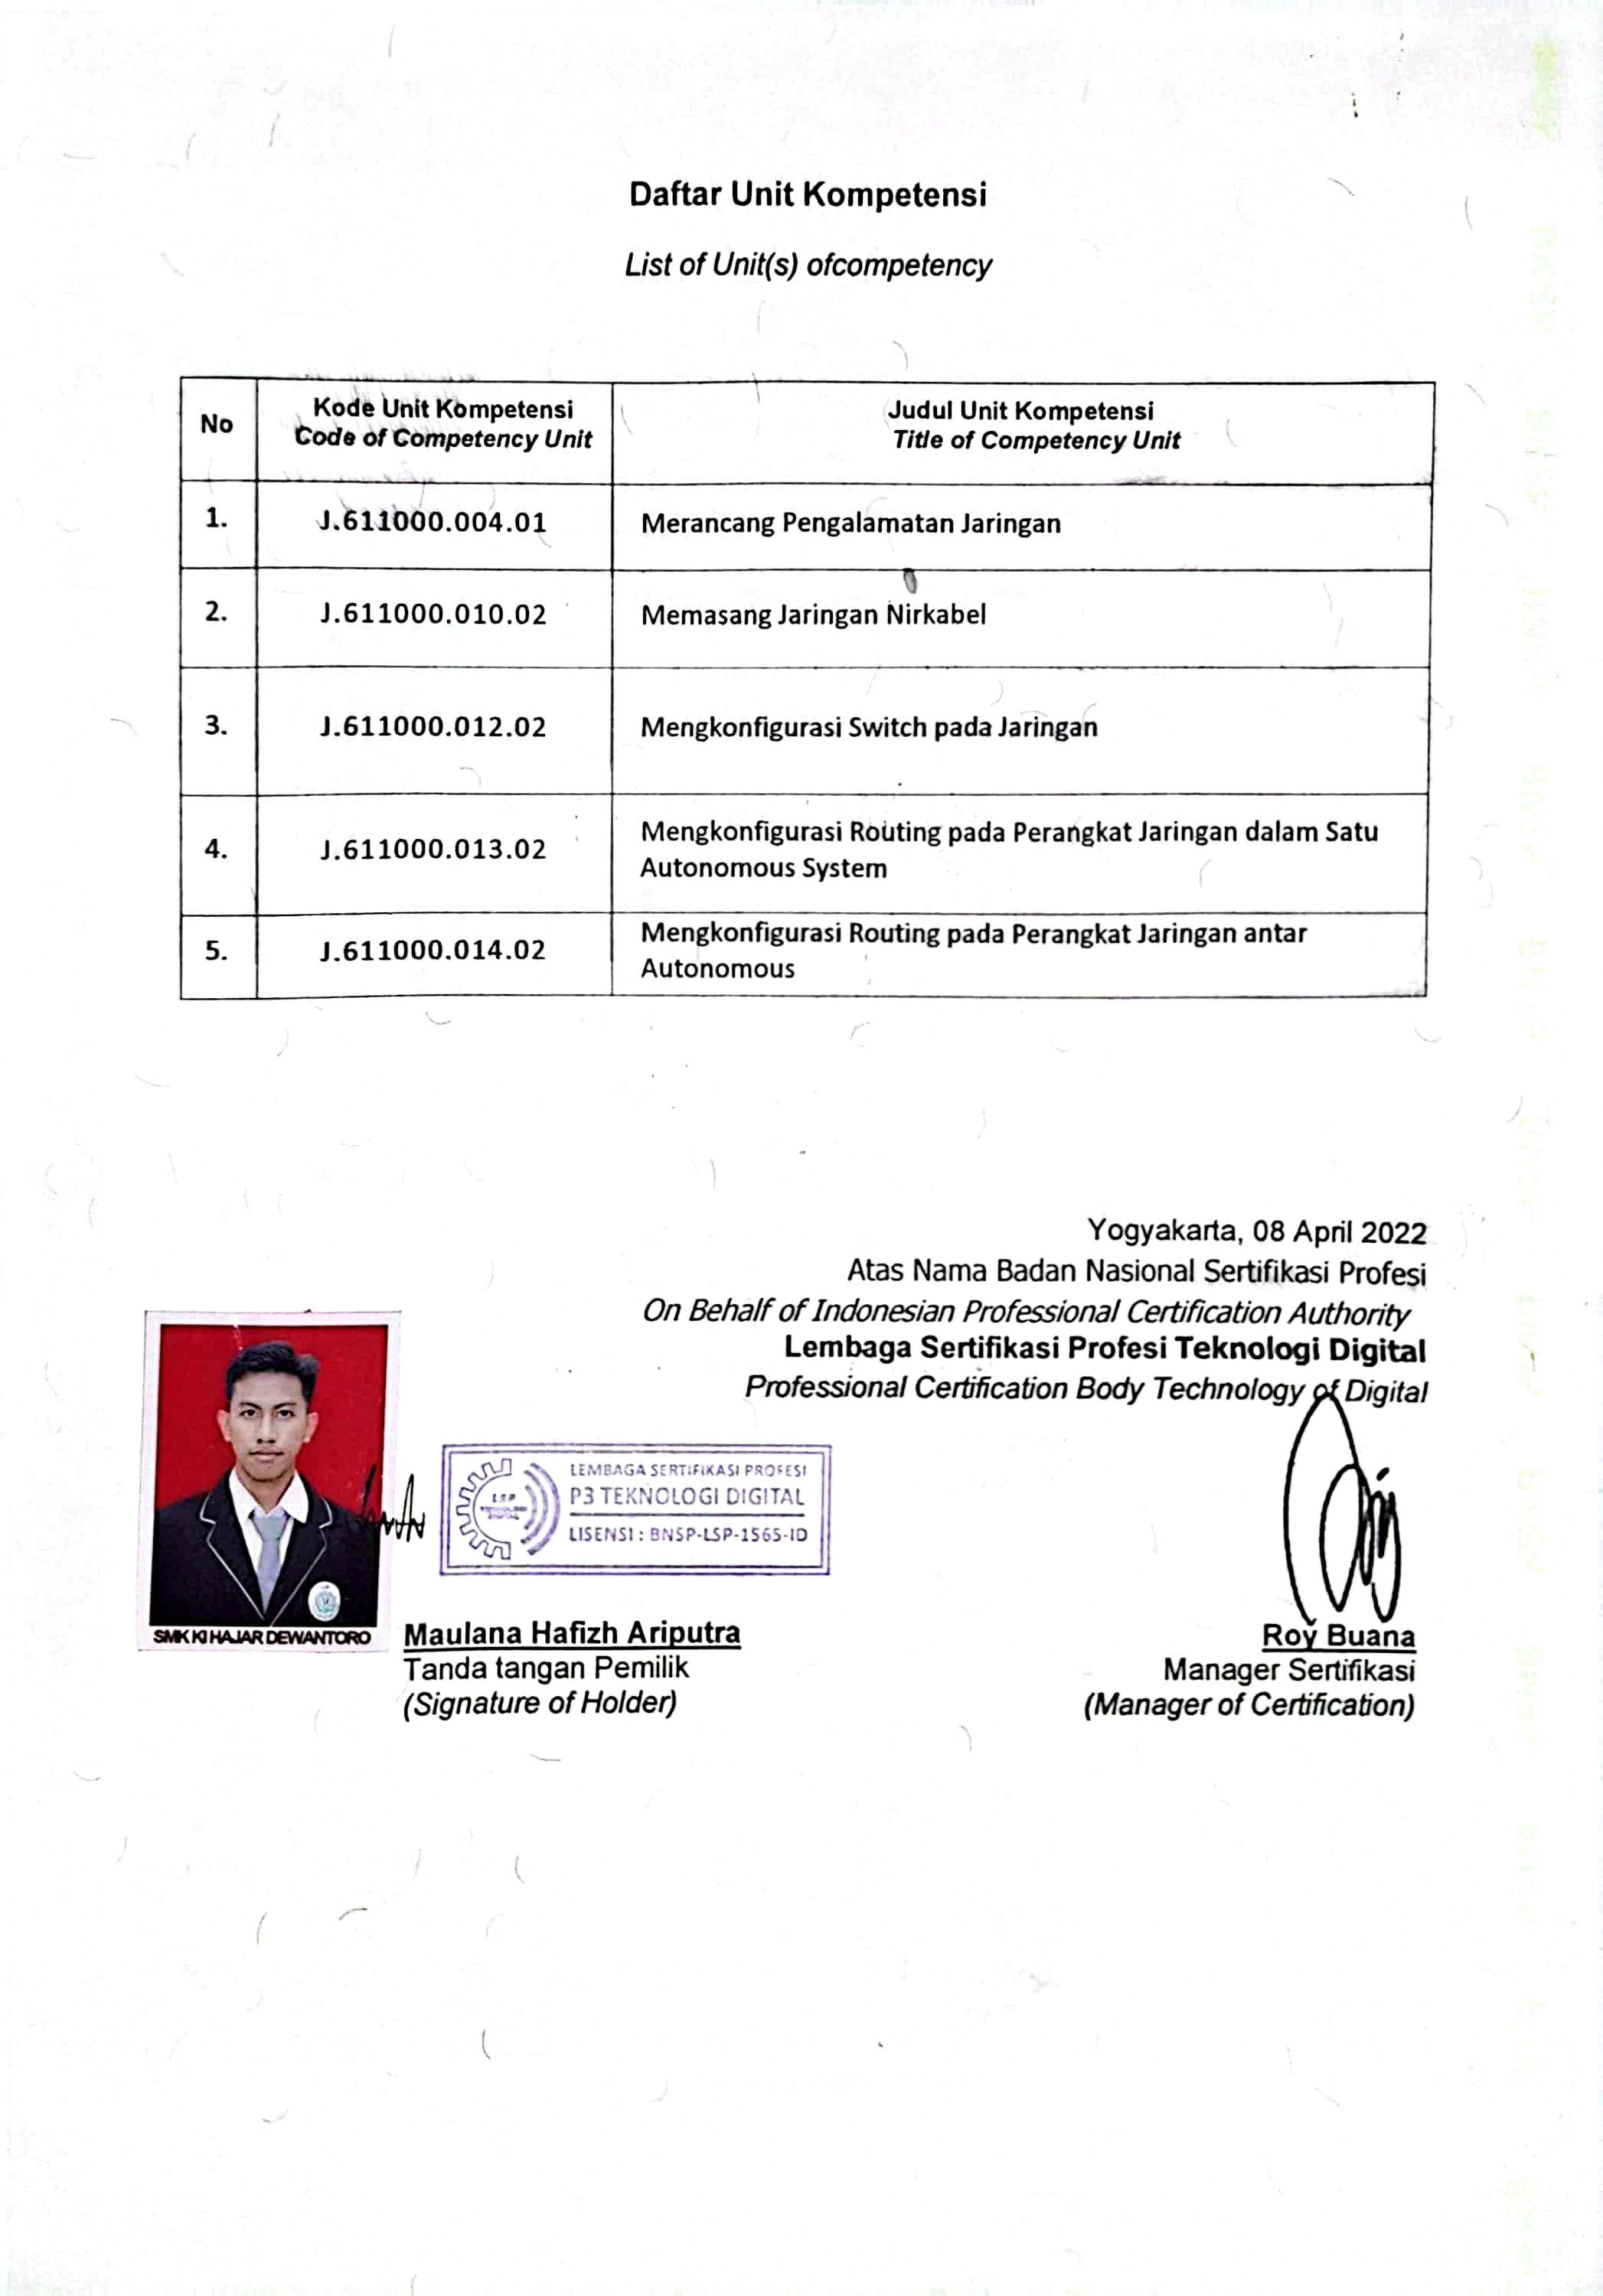 Daftar Unit Kompetensi
List of Unit(s) ofcompetency
No
Kode Unit Kompetensi
Code of Competency Unit
Judul Unit Kompetensi
Title of Competency Unit
1.
J.611000.004.01
Merancang Pengalamatan Jaringan
2.
J.611000.010.02
Memasang Jaringan Nirkabel
3.
J.611000.012.02
Mengkonfigurasi Switch pada Jaringan
4.
J.611000.013.02
Mengkonfigurasi Routing pada Perangkat Jaringan dalam Satu
Autonomous System
5.
J.611000.014.02
Mengkonfigurasi Routing pada Perangkat Jaringan antar
Autonomous
Yogyakarta, 08 April 2022
Atas Nama Badan Nasional Sertifikasi Profesi
On Behalf of Indonesian Professional Certification Authority
Lembaga Sertifikasi Profesi Teknologi Digital
Professional Certification Body Technology of Digital
LSP
LEMBAGA SERTIFIKASI PROFESI
P3 TEKNOLOGI DIGITAL
LISENSI : BNSP-LSP-1565-ID
SMK KI HAJAR DEWANTORO
Maulana Hafizh Ariputra
Tanda tangan Pemilik
(Signature of Holder)
Roy Buana
Manager Sertifikasi
(Manager of Certification)